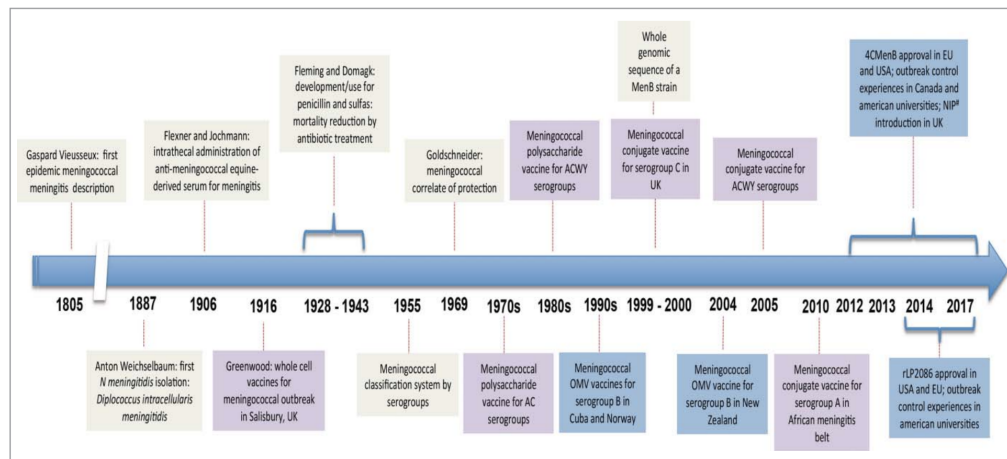 Gaspard Vieusseux: first
epidemic meningococcal
meningitis description
Flexner and Jochmann:
intrathecal administration of
anti-meningococcal equine-
derived serum for meningitis
Fleming and Domagk:
development/use for
penicillin and sulfas:
mortality reduction by
antibiotic treatment
Goldschneider:
meningococcal
correlate of protection
Meningococcal
polysaccharide
vaccine for ACWY
serogroups
Whole
genomic
sequence of a
MenB strain
Meningococcal
conjugate vaccine
for serogroup C in
UK
Meningococcal
conjugate vaccine for
ACWY serogroups
4CMenB approval in EU
and USA; outbreak control
experiences in Canada and
american universities; NIP#
introduction in UK
1805
1887
1906
1916
1928 - 1943
1955
1969
1970s
1980s
1990s
1999 - 2000
2004
2005
2010
2012
2013
2014
2017
Anton Weichselbaum: first
N meningitidis isolation:
Diplococcus intracellularis
meningitidis
Greenwood: whole cell
vaccines for
meningococcal outbreak
in Salisbury, UK
Meningococcal
classification system by
serogroups
Meningococcal
polysaccharide
vaccine for AC
serogroups
Meningococcal
OMV vaccines for
serogroup B in
Cuba and Norway
Meningococcal
OMV vaccine for
serogroup B in New
Zealand
Meningococcal
conjugate vaccine for
serogroup A in
African meningitis
belt
rLP2086 approval in
USA and EU; outbreak
control experiences in
american universities